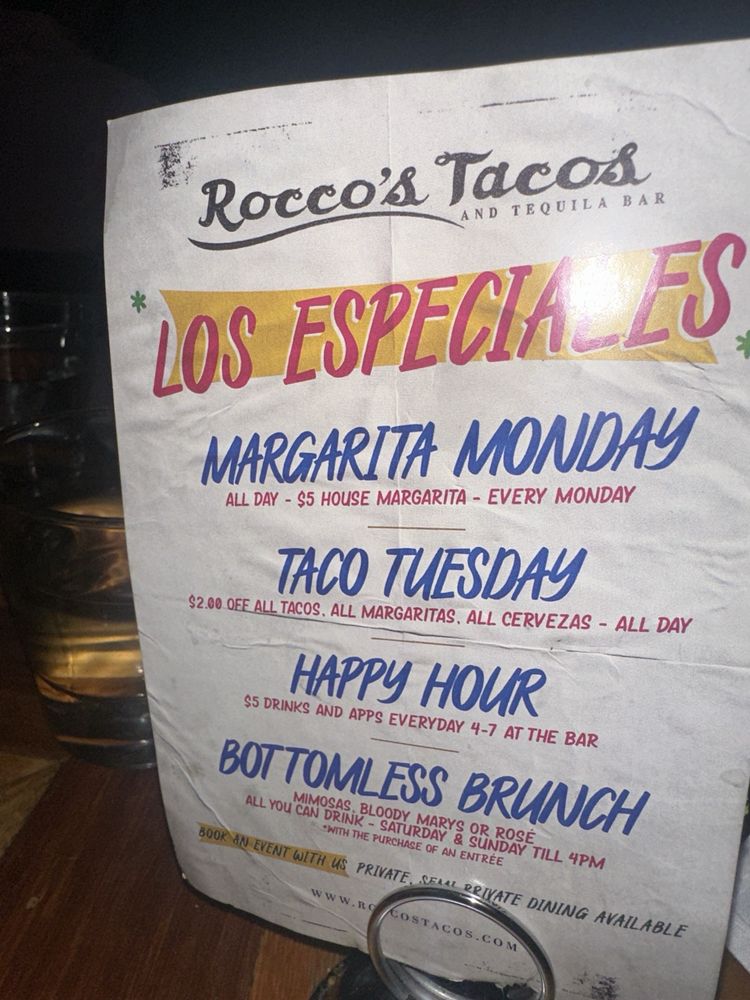 Rocco's Tacos
AND TEQUILA BAR
LOS ESPECIALES
MARGARITA MONDAY
ALL DAY - $5 HOUSE MARGARITA - EVERY MONDAY
TACO TUESDAY
$2.00 OFF ALL TACOS, ALL MARGARITAS, ALL CERVEZAS - ALL DAY
HAPPY HOUR
$5 DRINKS AND APPS EVERYDAY 4-7 AT THE BAR
BOTTOMLESS BRUNCH
MIMOSAS, BLOODY MARYS OR ROSÉ
ALL YOU CAN DRINK - SATURDAY & SUNDAY TILL 4PM
*WITH THE PURCHASE OF AN ENTRÉE
BOOK AN EVENT WITH US PRIVATE, SEMI PRIVATE DINING AVAILABLE
WWW.ROCCOSTACOS.COM